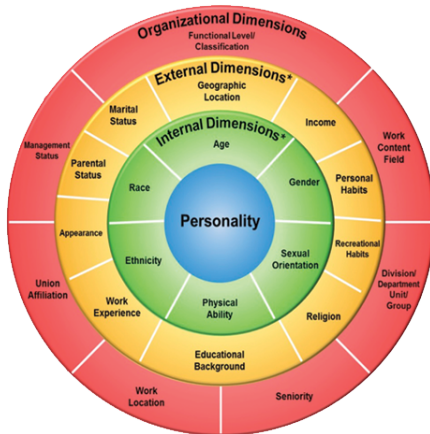 Organizational Dimensions
Functional Level/
Classification
External Dimensions*
Geographic
Location
Marital
Status
Income
Internal Dimensions*
Age
Management
Status
Work
Content
Field
Parental
Status
Personal
Habits
Race
Gender
Personality
Appearance
Recreational
Habits
Ethnicity
Sexual
Orientation
Union
Affiliation
Division/
Department
Unit/
Group
Work
Experience
Physical
Ability
Religion
Educational
Background
Work
Location
Seniority